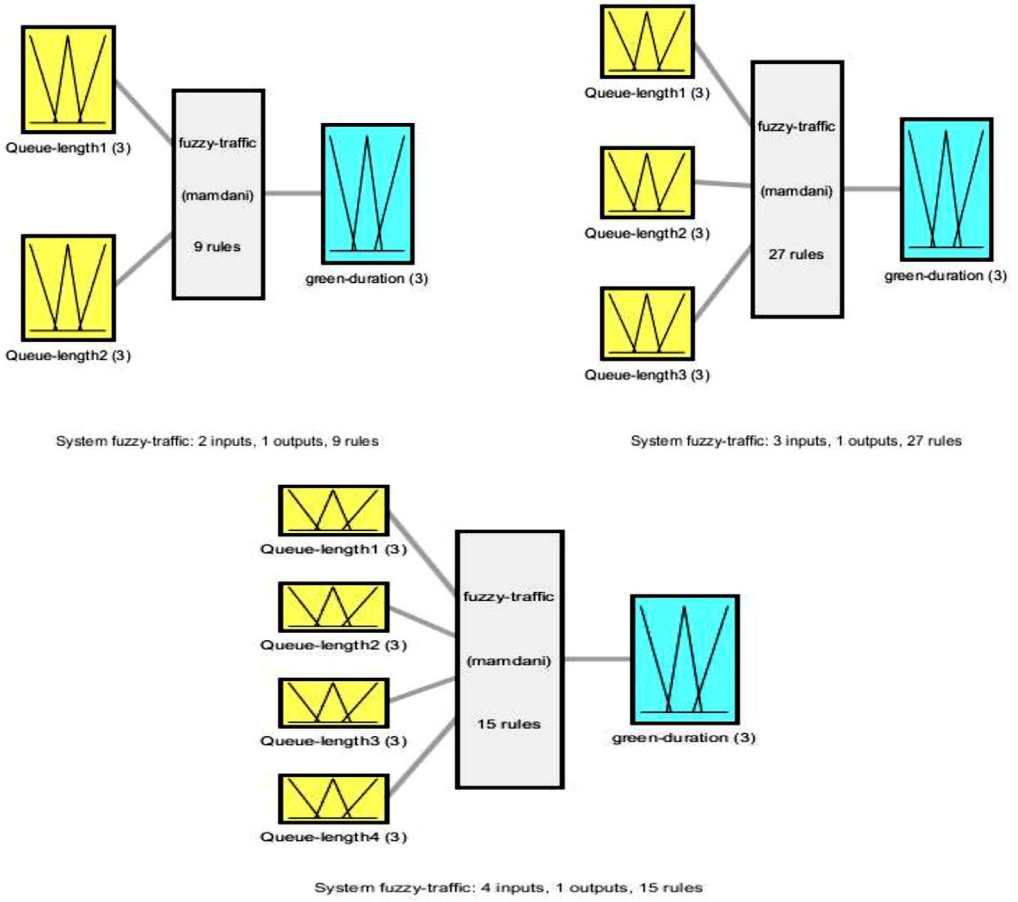 Queue-length1 (3)
fuzzy-traffic
(mamdani)
9 rules
green-duration (3)
Queue-length2 (3)
System fuzzy-traffic: 2 inputs, 1 outputs, 9 rules
Queue-length1 (3)
fuzzy-traffic
(mamdani)
27 rules
Queue-length2 (3)
green-duration (3)
Queue-length3 (3)
System fuzzy-traffic: 3 inputs, 1 outputs, 27 rules
Queue-length1 (3)
fuzzy-traffic
Queue-length2 (3)
(mamdani)
15 rules
Queue-length3 (3)
green-duration (3)
Queue-length4 (3)
System fuzzy-traffic: 4 inputs, 1 outputs, 15 rules